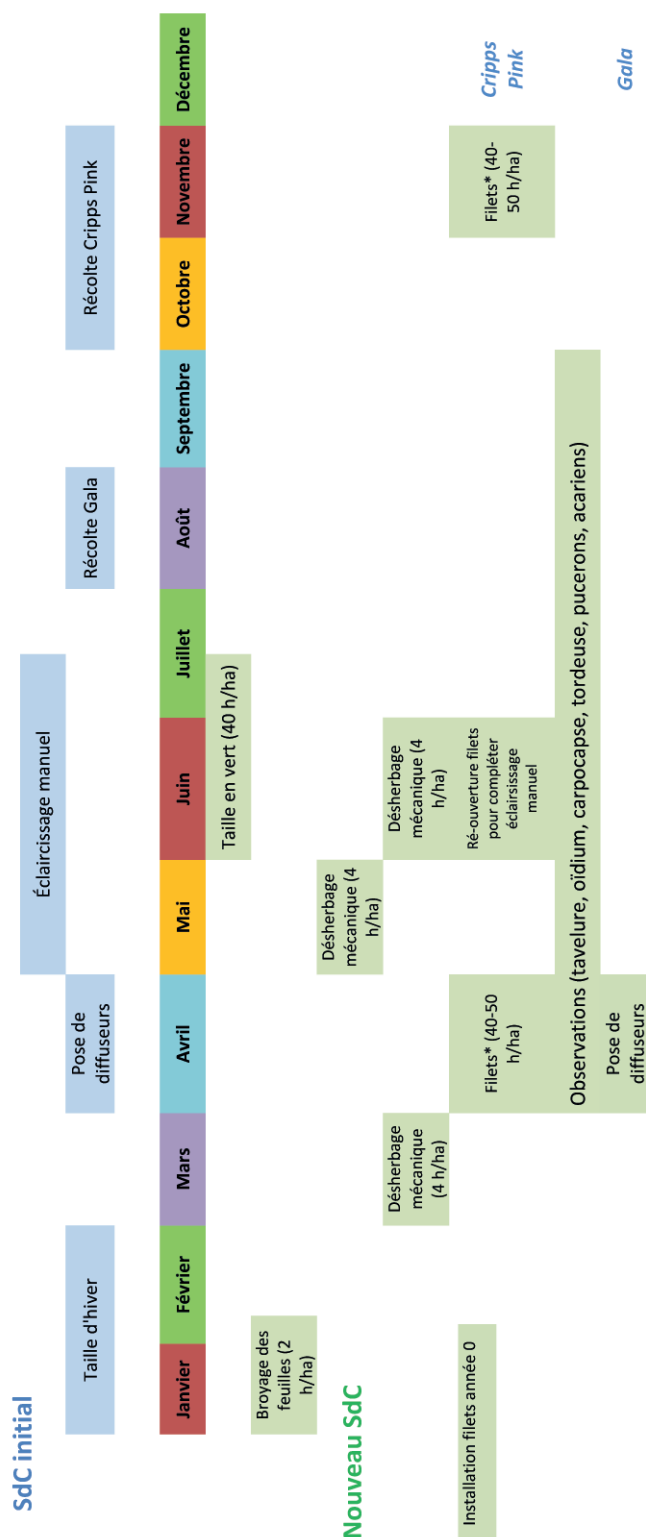 SdC initial
Éclaircissage manuel
Taille d'hiver
Pose de
diffuseurs
Récolte Gala
Récolte Cripps Pink
Janvier
Février
Mars
Avril
Mai
Juin
Juillet
Août
Septembre
Octobre
Novembre
Décembre
Taille en vert (40 h/ha)
Broyage des
feuilles (2
h/ha)
Nouveau SdC
Désherbage
mécanique (4
h/ha)
Désherbage
mécanique
(4 h/ha)
Désherbage
mécanique (4
h/ha)
Installation filets année 0
Filets* (40-50
h/ha)
Ré-ouverture filets
pour compléter
éclairsissage
manuel
Filets* (40-
50 h/ha)
Cripps
Pink
Observations (tavelure, oïdium, carpocapse, tordeuse, pucerons, acariens)
Pose de
diffuseurs
Gala